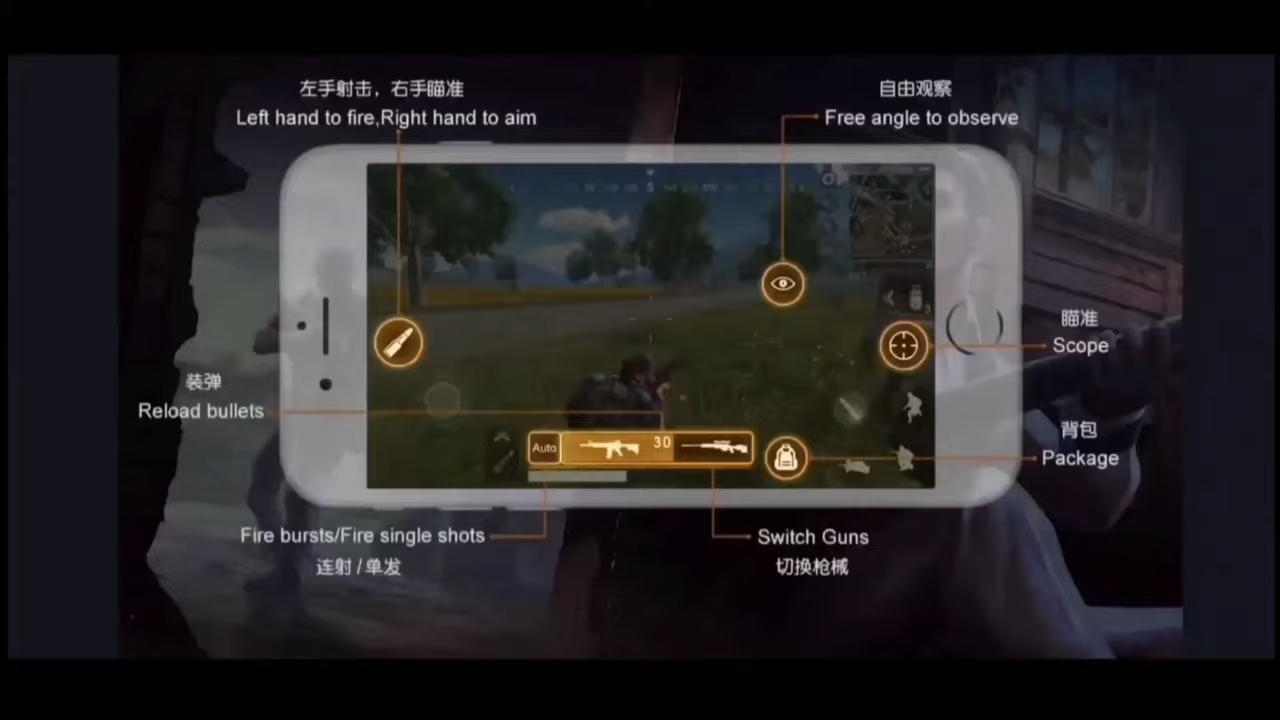 左手射击，右手瞄准
Left hand to fire,Right hand to aim
自由观察
Free angle to observe
瞄准
Scope
装弹
Reload bullets
背包
Package
Auto
30
Fire bursts/Fire single shots
连射/单发
Switch Guns
切换枪械